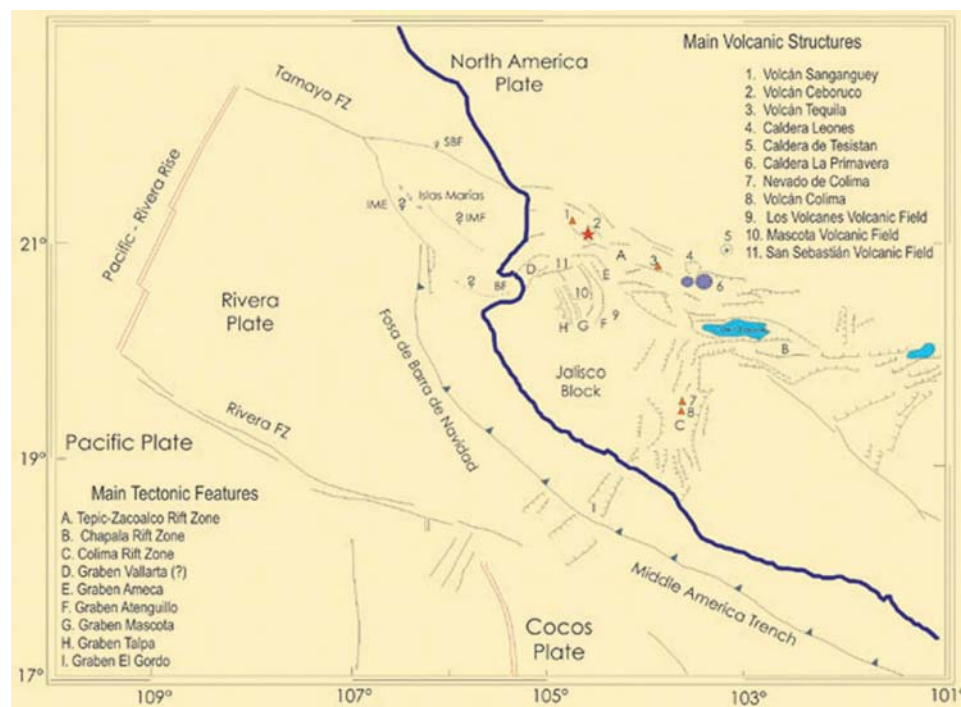 North America
Plate
Main Volcanic Structures
1. Volcán Sanganguey
2. Volcán Ceboruco
3. Volcán Tequila
4. Caldera Leones
5. Caldera de Tesistan
6. Caldera La Primavera
7. Nevado de Colima
8. Volcán Colima
9. Los Volcanes Volcanic Field
10. Mascota Volcanic Field
11. San Sebastián Volcanic Field
Tamayo FZ
SBF
Pacific - Rivera Rise
Islas Marías
IME
?
IMF
?
1
2
A
3
4
5
6
21°
D
11
E
BF
?
10
9
H
G
F
B
Rivera
Plate
Fosa de Barra de Navidad
Jalisco
Block
7
8
C
Rivera FZ
Pacific Plate
19°
I
Main Tectonic Features
A. Tepic-Zacoalco Rift Zone
B. Chapala Rift Zone
C. Colima Rift Zone
D. Graben Vallarta (?)
E. Graben Ameca
F. Graben Atenguillo
G. Graben Mascota
H. Graben Talpa
I. Graben El Gordo
Middle America Trench
Cocos
Plate
17°
109°
107°
105°
103°
101°